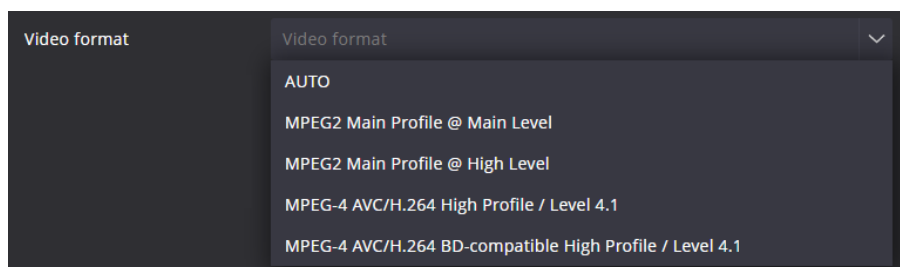 Video format
Video format
AUTO
MPEG2 Main Profile @ Main Level
MPEG2 Main Profile @ High Level
MPEG-4 AVC/H.264 High Profile / Level 4.1
MPEG-4 AVC/H.264 BD-compatible High Profile / Level 4.1